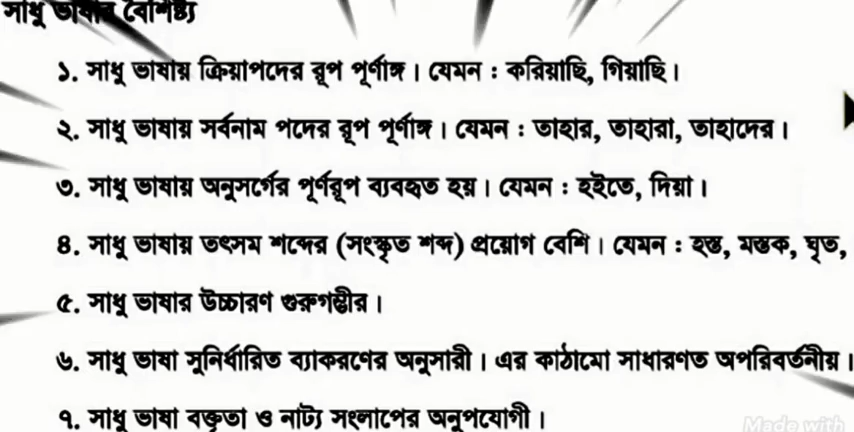 সাধু ভাষার বৈশিষ্ট্য
১. সাধু ভাষায় ক্রিয়াপদের রূপ পূর্ণাঙ্গ। যেমন : করিয়াছি, গিয়াছি।
২. সাধু ভাষায় সর্বনাম পদের রূপ পূর্ণাঙ্গ। যেমন : তাহার, তাহারা, তাহাদের।
৩. সাধু ভাষায় অনুসর্গের পূর্ণরূপ ব্যবহৃত হয়। যেমন : হইতে, দিয়া।
৪. সাধু ভাষায় তৎসম শব্দের (সংস্কৃত শব্দ) প্রয়োগ বেশি। যেমন : হস্ত, মস্তক, ঘৃত,
৫. সাধু ভাষার উচ্চারণ গুরুগম্ভীর।
৬. সাধু ভাষা সুনির্ধারিত ব্যাকরণের অনুসারী। এর কাঠামো সাধারণত অপরিবর্তনীয়।
৭. সাধু ভাষা বক্তৃতা ও নাট্য সংলাপের অনুপযোগী।
Made with